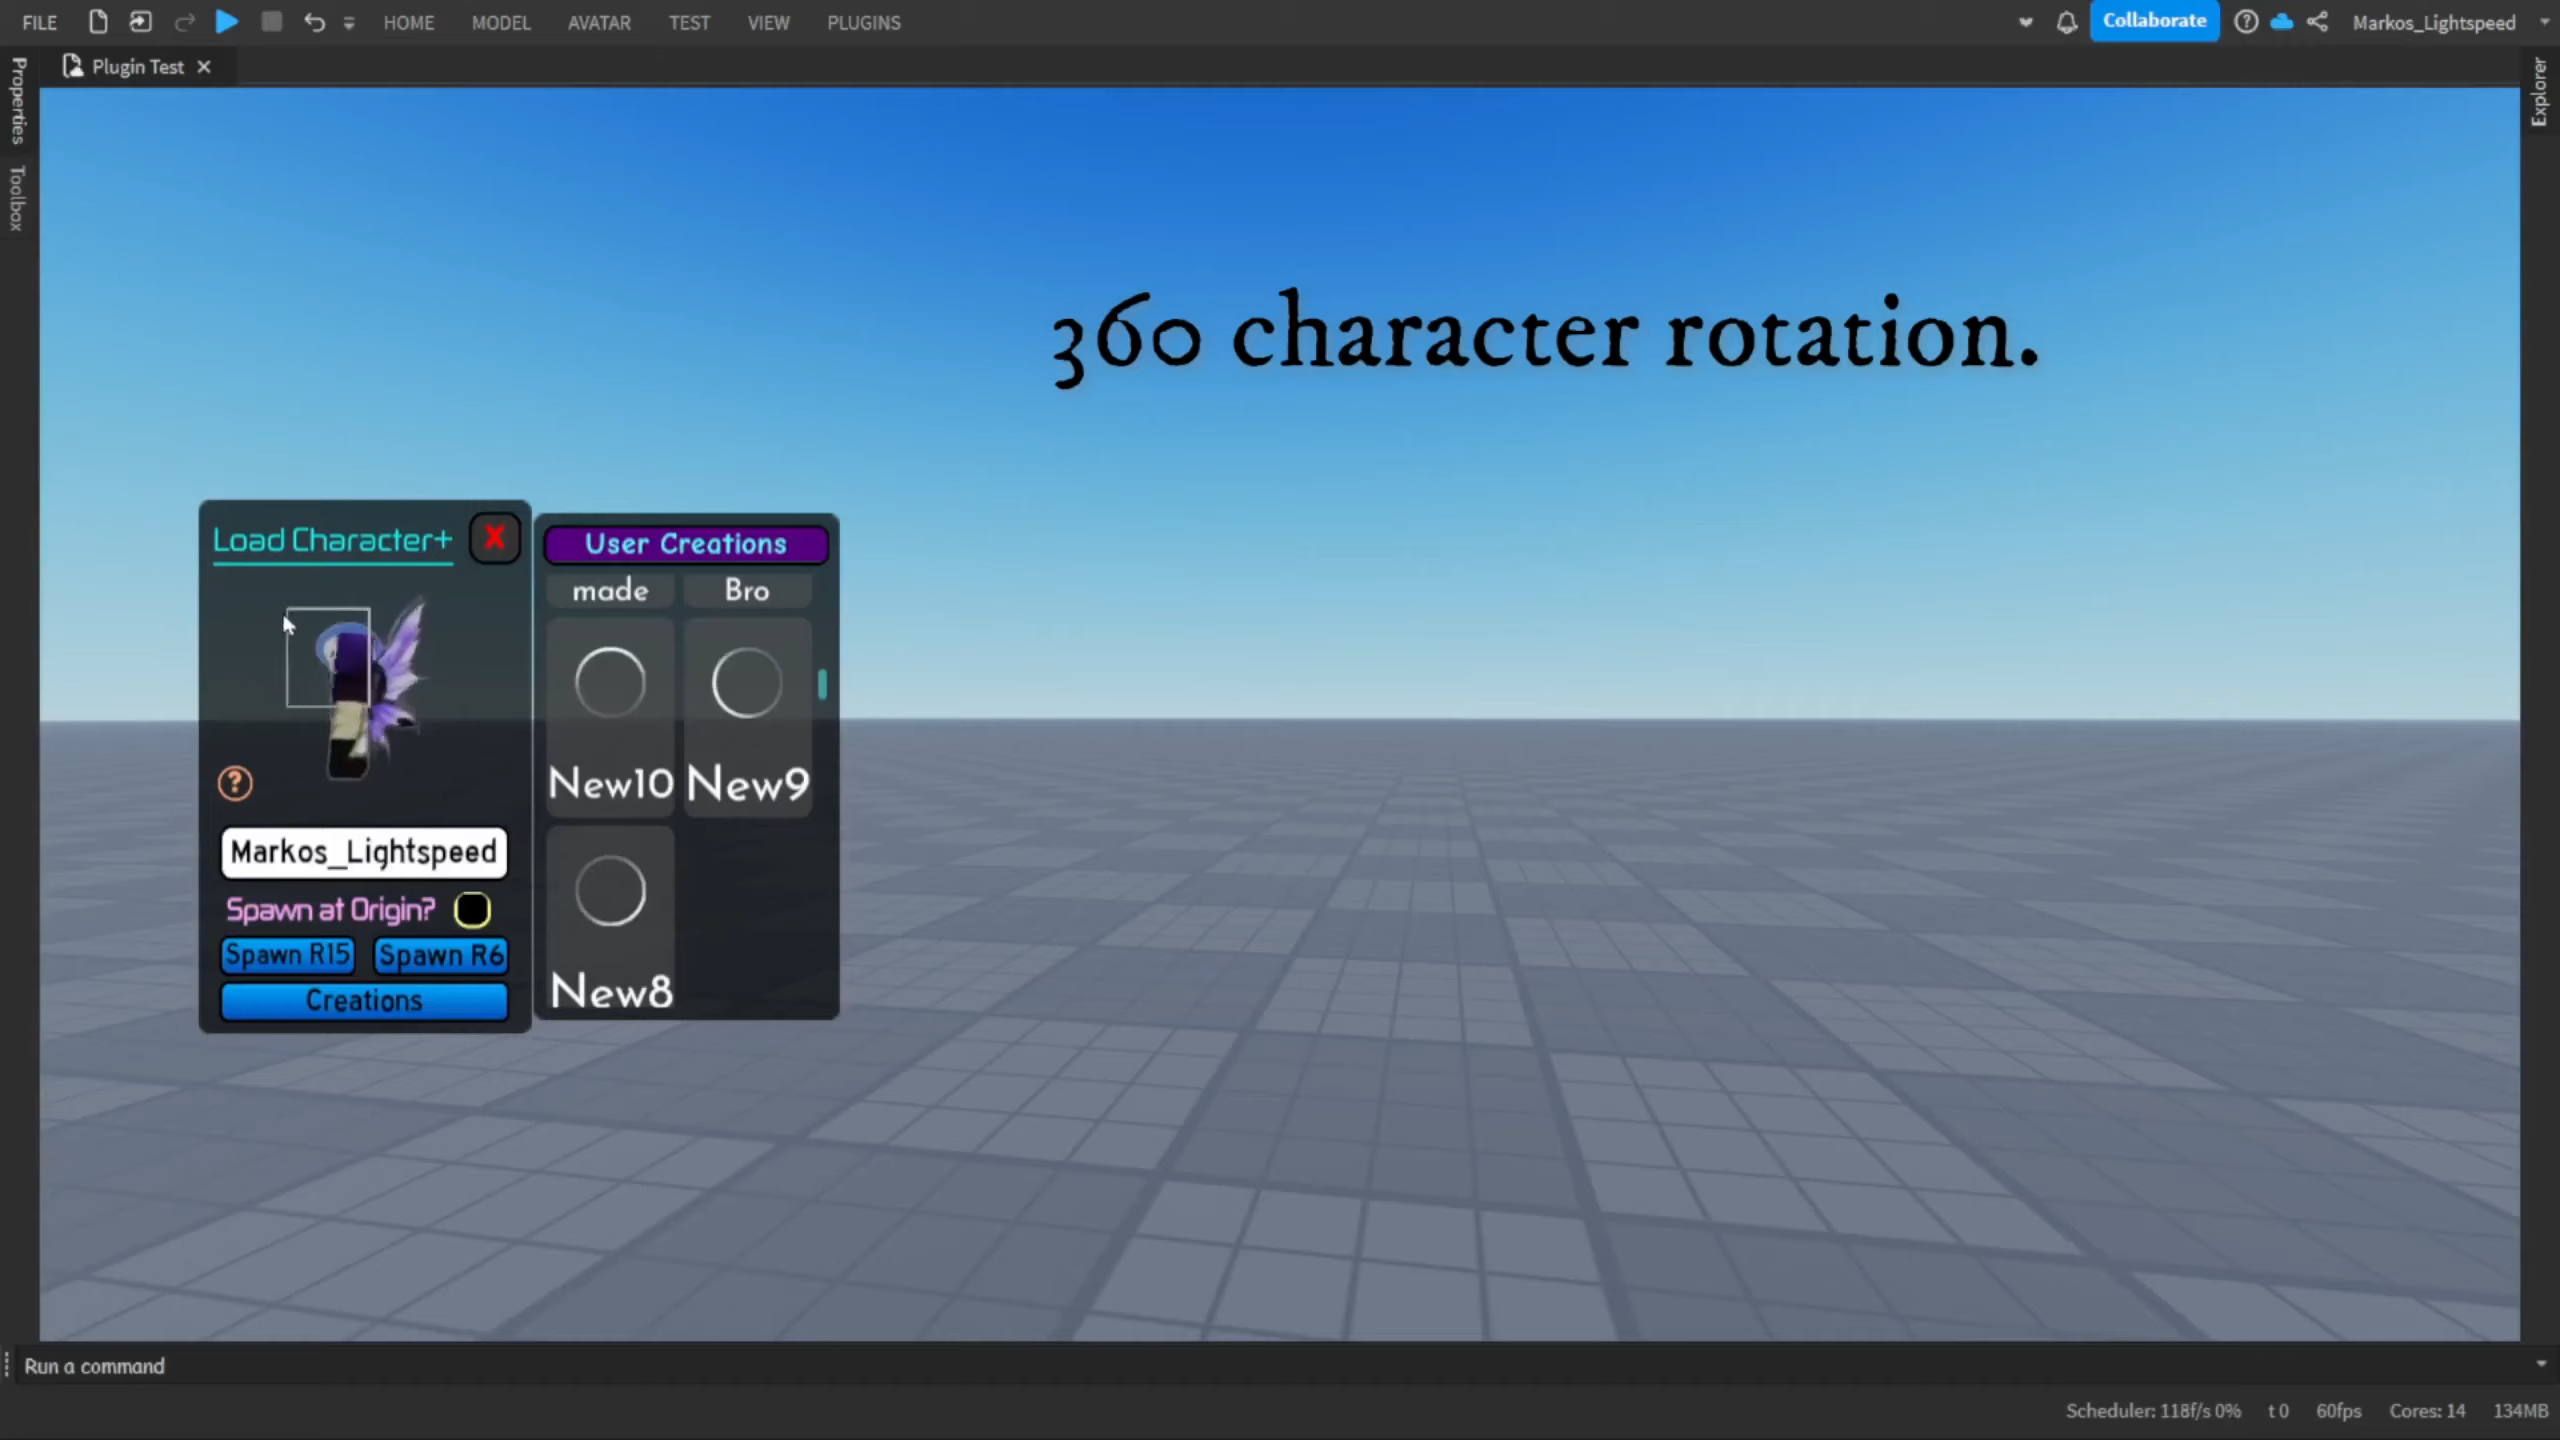 FILE HOME MODEL AVATAR TEST VIEW PLUGINS Collaborate Markos_Lightspeed
Properties
Toolbox
Plugin Test
Explorer
360 character rotation.
Load Character+ X
?
Markos_Lightspeed
Spawn at Origin?
Spawn R15 Spawn R6
Creations
User Creations
made Bro
New10 New9
New8
Run a command
Scheduler: 118f/s 0% t 0 60fps Cores: 14 134MB